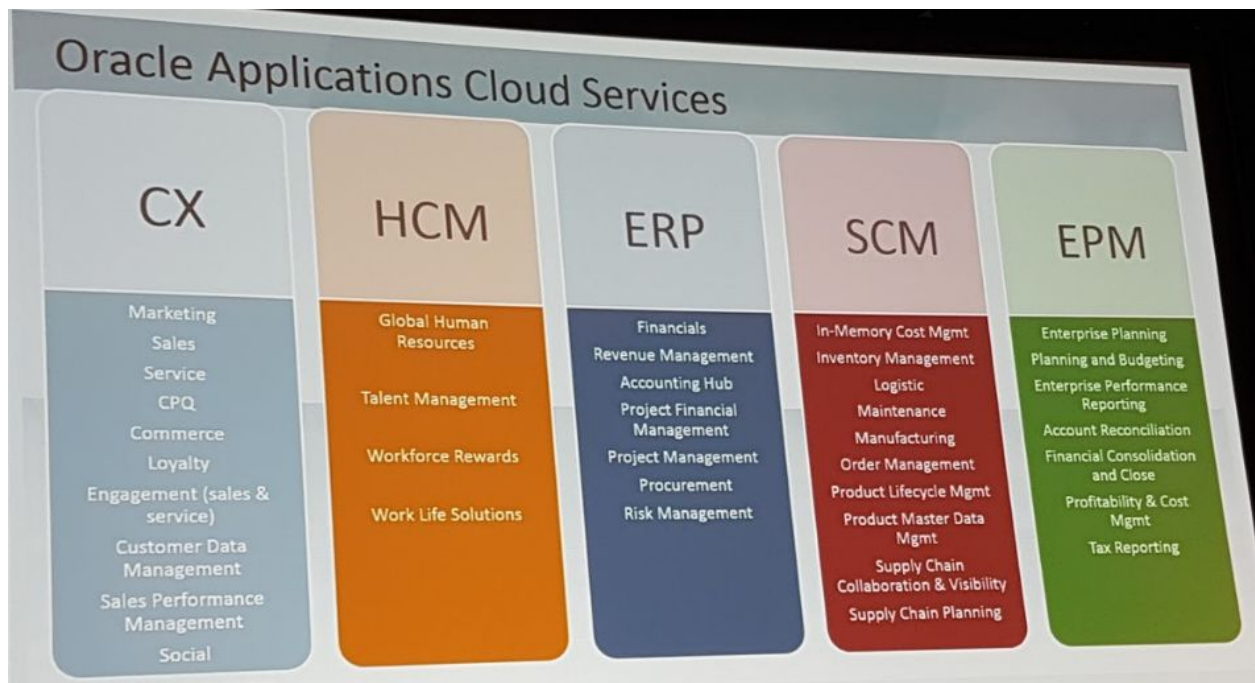 Oracle Applications Cloud Services
CX
Marketing
Sales
Service
CPQ
Commerce
Loyalty
Engagement (sales &
service)
Customer Data
Management
Sales Performance
Management
Social
HCM
Global Human
Resources
Talent Management
Workforce Rewards
Work Life Solutions
ERP
Financials
Revenue Management
Accounting Hub
Project Financial
Management
Project Management
Procurement
Risk Management
SCM
In-Memory Cost Mgmt
Inventory Management
Logistic
Maintenance
Manufacturing
Order Management
Product Lifecycle Mgmt
Product Master Data
Mgmt
Supply Chain
Collaboration & Visibility
Supply Chain Planning
EPM
Enterprise Planning
Planning and Budgeting
Enterprise Performance
Reporting
Account Reconciliation
Financial Consolidation
and Close
Profitability & Cost
Mgmt
Tax Reporting